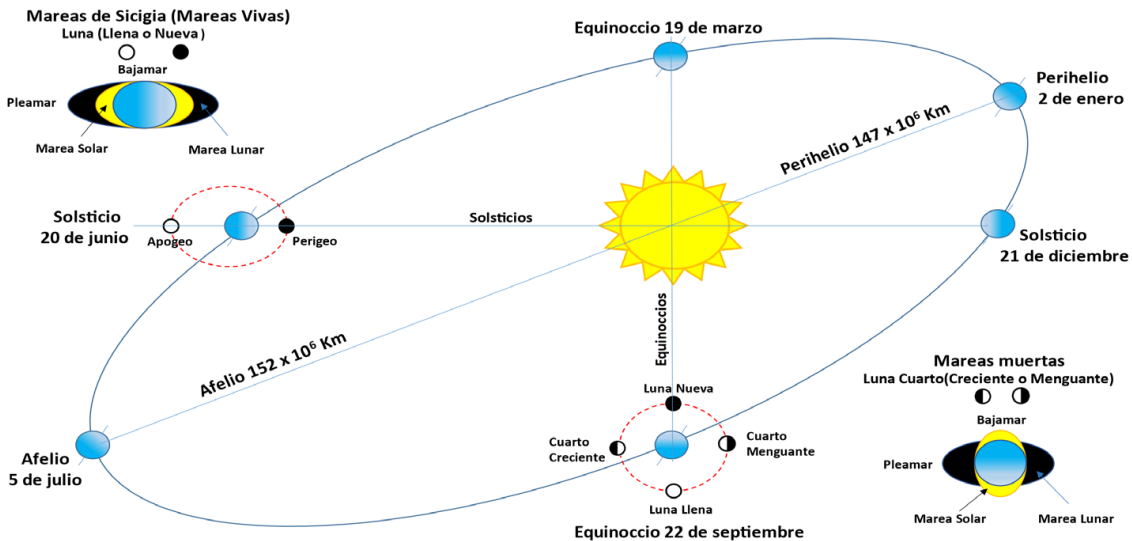 Mareas de Sicigia (Mareas Vivas)
Luna (Llena o Nueva)
Bajamar
Pleamar
Marea Solar
Marea Lunar
Equinoccio 19 de marzo
Perihelio
2 de enero
Perihelio 147 x 10⁶ Km
Solsticio
20 de junio
Apogeo
Perigeo
Solsticios
Solsticio
21 de diciembre
Equinoccios
Afelio 152 x 10⁶ Km
Afelio
5 de julio
Luna Nueva
Cuarto
Creciente
Cuarto
Menguante
Luna Llena
Equinoccio 22 de septiembre
Mareas muertas
Luna Cuarto(Creciente o Menguante)
Bajamar
Pleamar
Marea Solar
Marea Lunar